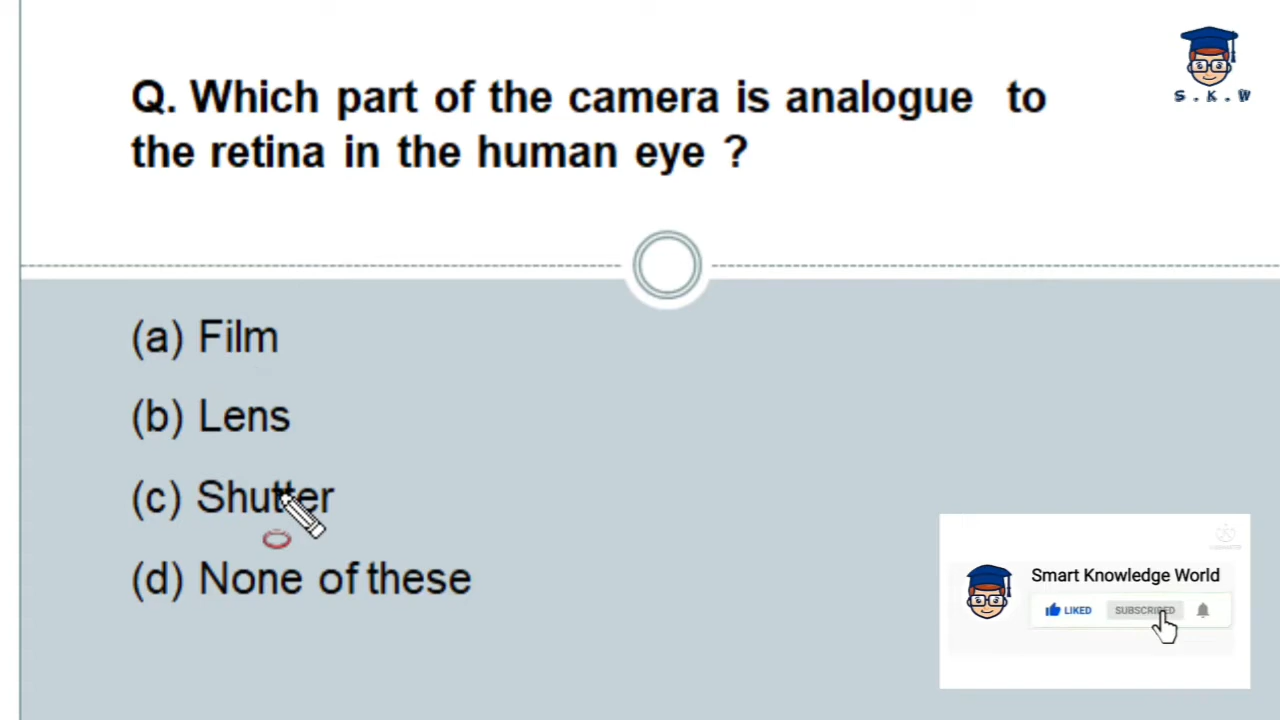 S.K.W
Q. Which part of the camera is analogue to
the retina in the human eye ?
(a) Film
(b) Lens
(c) Shutter
(d) None of these
Smart Knowledge World
LIKED SUBSCRIBED